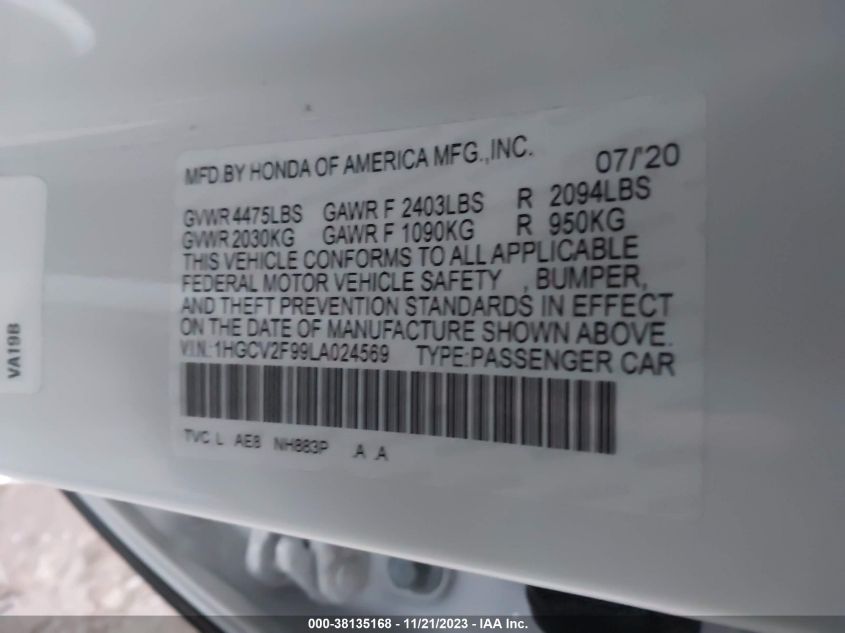 MFD.BY HONDA OF AMERICA MFG.,INC. 07/'20
GVWR 4475LBS GAWR F 2403LBS R 2094LBS
GVWR 2030KG GAWR F 1090KG R 950KG
THIS VEHICLE CONFORMS TO ALL APPLICABLE
FEDERAL MOTOR VEHICLE SAFETY , BUMPER,
AND THEFT PREVENTION STANDARDS IN EFFECT
ON THE DATE OF MANUFACTURE SHOWN ABOVE.
V.I.N.:1HGCV2F99LA024569 TYPE:PASSENGER CAR
TVC L AE8 NH883P .A .A
VA19B
000-38135168 - 11/21/2023 - IAA Inc.